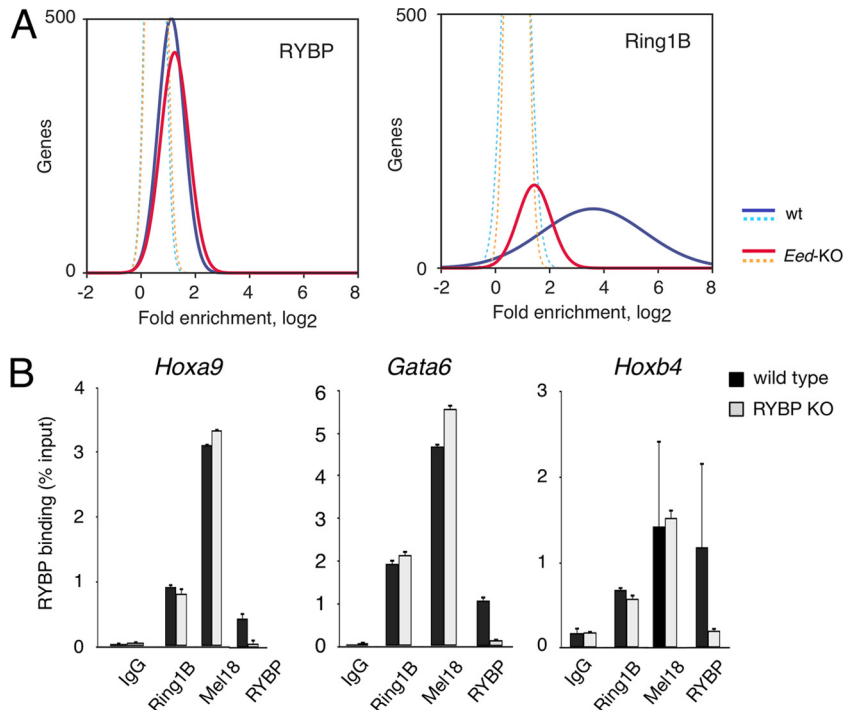 A
500
RYBP
Genes
0
-2 0 2 4 6 8
Fold enrichment, log2
500
Ring1B
Genes
0
-2 0 2 4 6 8
Fold enrichment, log2
wt
Eed-KO
B
Hoxa9
RYBP binding (% input)
4
3
2
1
0
IgG Ring1B Mel18 RYBP
Gata6
6
5
4
3
2
1
0
IgG Ring1B Mel18 RYBP
Hoxb4
3
2
1
0
IgG Ring1B Mel18 RYBP
wild type
RYBP KO